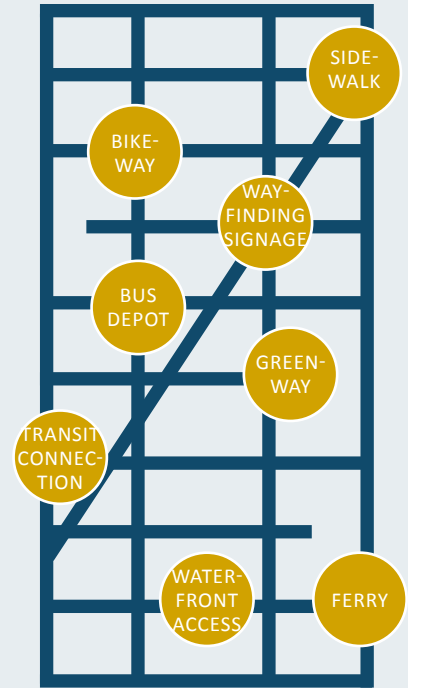 SIDE-
WALK
BIKE-
WAY
WAY-
FINDING
SIGNAGE
BUS
DEPOT
GREEN-
WAY
TRANSIT
CONNEC-
TION
WATER-
FRONT
ACCESS
FERRY